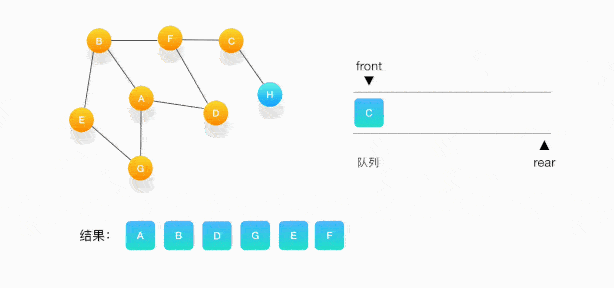 B F C
A H
E D
G
front
C
队列 rear
结果： A B D G E F